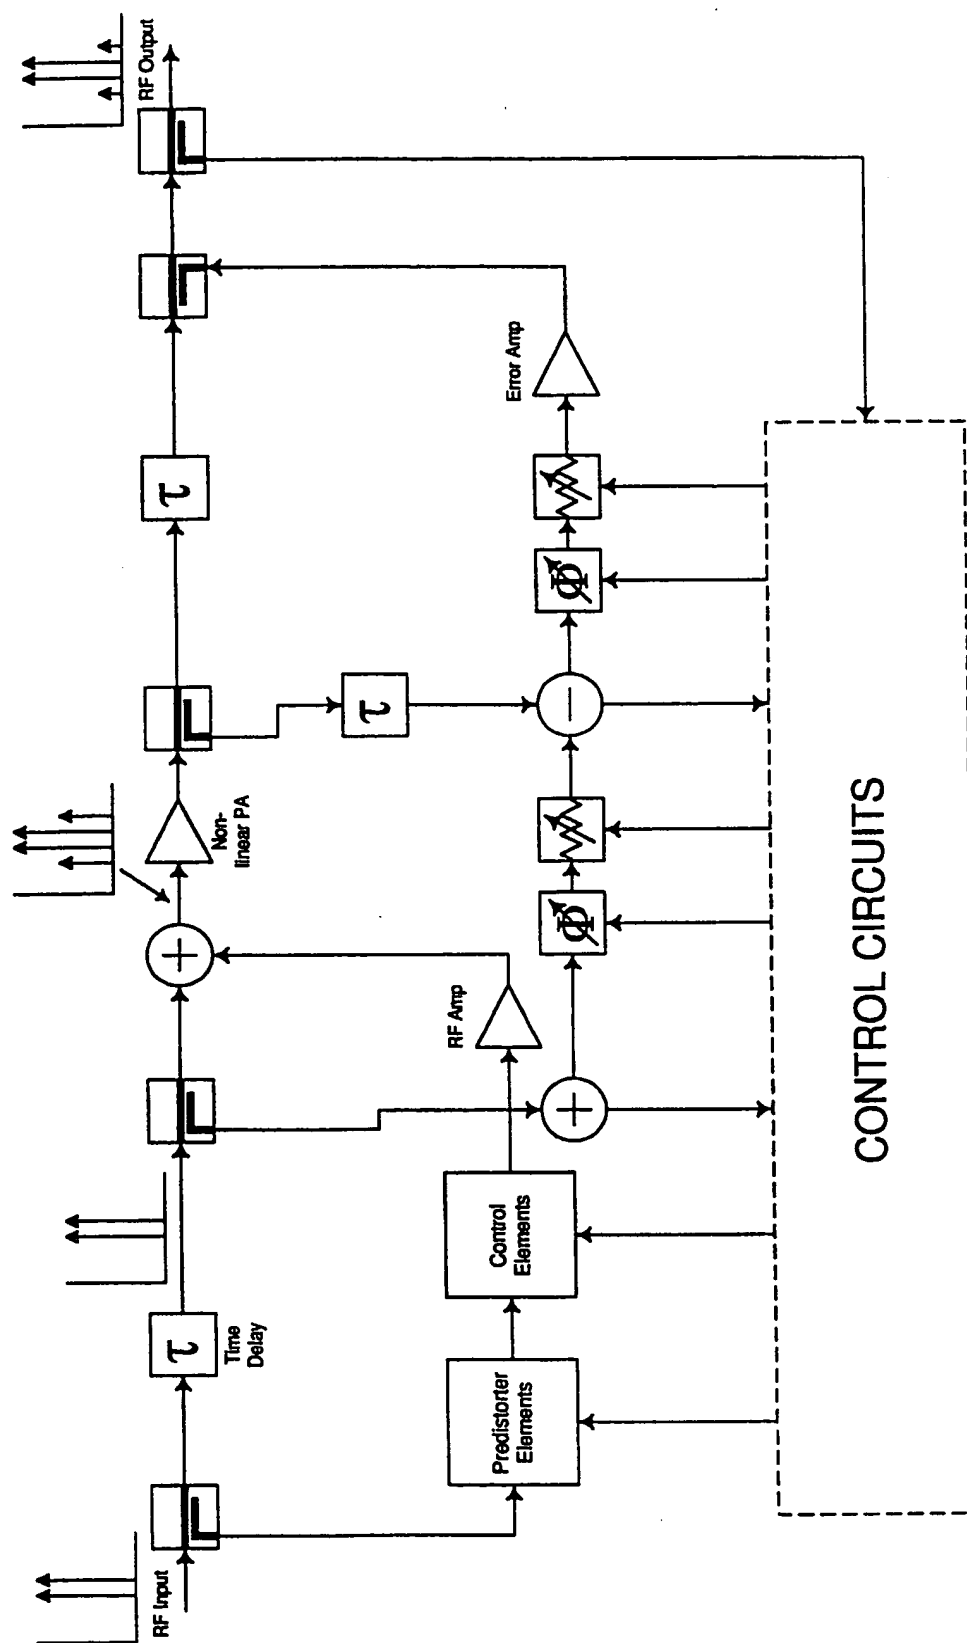 RF Input
τ
Time
Delay
Predistorter
Elements
Control
Elements
+
RF Amp
+
Φ
Non-
linear PA
τ
−
Φ
τ
Error Amp
RF Output
CONTROL CIRCUITS